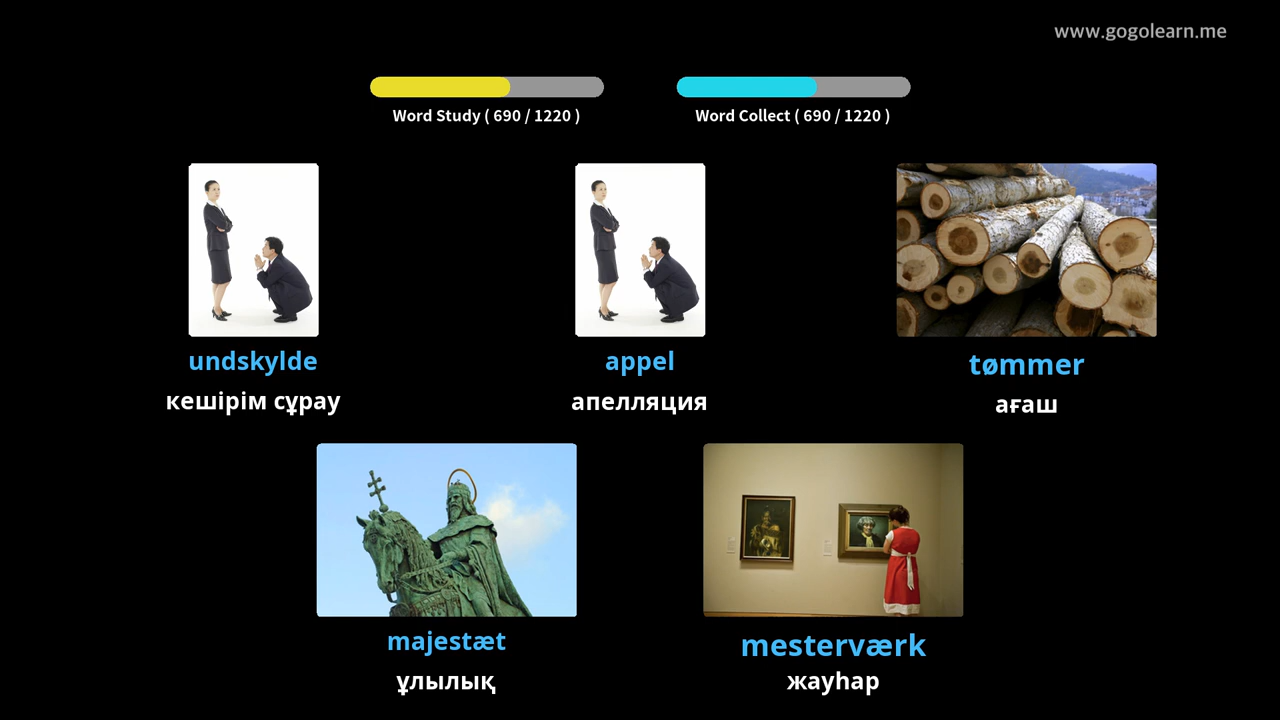 www.gogolearn.me
Word Study ( 690 / 1220 )
Word Collect ( 690 / 1220 )
undskylde
кешірім сұрау
appel
апелляция
tømmer
ағаш
majestæt
ұлылық
mesterværk
жауһар